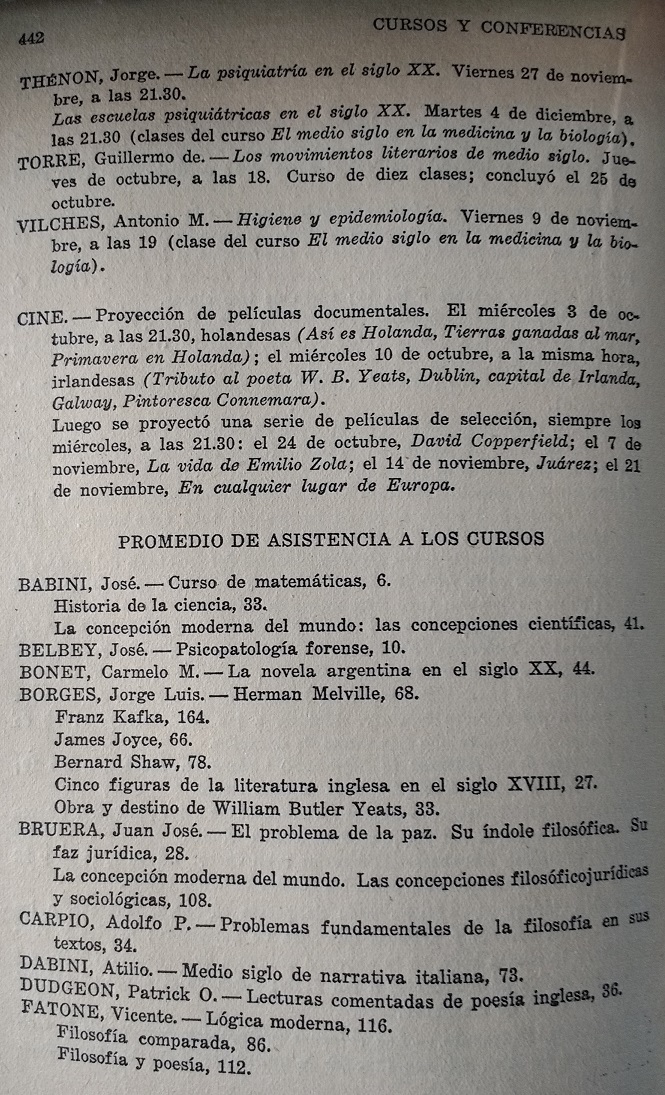 442
CURSOS Y CONFERENCIAS
THÉNON, Jorge. — La psiquiatría en el siglo XX. Viernes 27 de noviem-
bre, a las 21.30.
Las escuelas psiquiátricas en el siglo XX. Martes 4 de diciembre, a
las 21.30 (clases del curso El medio siglo en la medicina y la biología).
TORRE, Guillermo de. — Los movimientos literarios de medio siglo. Jue-
ves de octubre, a las 18. Curso de diez clases; concluyó el 25 de
octubre.
VILCHES, Antonio M. — Higiene y epidemiología. Viernes 9 de noviem-
bre, a las 19 (clase del curso El medio siglo en la medicina y la bio-
logía).
CINE. — Proyección de películas documentales. El miércoles 3 de oc-
tubre, a las 21.30, holandesas (Así es Holanda, Tierras ganadas al mar,
Primavera en Holanda); el miércoles 10 de octubre, a la misma hora,
irlandesas (Tributo al poeta W. B. Yeats, Dublin, capital de Irlanda,
Galway, Pintoresca Connemara).
Luego se proyectó una serie de películas de selección, siempre los
miércoles, a las 21.30: el 24 de octubre, David Copperfield; el 7 de
noviembre, La vida de Emilio Zola; el 14 de noviembre, Juárez; el 21
de noviembre, En cualquier lugar de Europa.
PROMEDIO DE ASISTENCIA A LOS CURSOS
BABINI, José. — Curso de matemáticas, 6.
Historia de la ciencia, 33.
La concepción moderna del mundo: las concepciones científicas, 41.
BELBEY, José. — Psicopatología forense, 10.
BONET, Carmelo M. — La novela argentina en el siglo XX, 44.
BORGES, Jorge Luis. — Herman Melville, 68.
Franz Kafka, 164.
James Joyce, 66.
Bernard Shaw, 78.
Cinco figuras de la literatura inglesa en el siglo XVIII, 27.
Obra y destino de William Butler Yeats, 33.
BRUERA, Juan José. — El problema de la paz. Su índole filosófica. Su
faz jurídica, 28.
La concepción moderna del mundo. Las concepciones filosóficojurídicas
y sociológicas, 108.
CARPIO, Adolfo P. — Problemas fundamentales de la filosofía en sus
textos, 34.
DABINI, Atilio. — Medio siglo de narrativa italiana, 73.
DUDGEON, Patrick O. — Lecturas comentadas de poesía inglesa, 36.
FATONE, Vicente. — Lógica moderna, 116.
Filosofía comparada, 86.
Filosofía y poesía, 112.